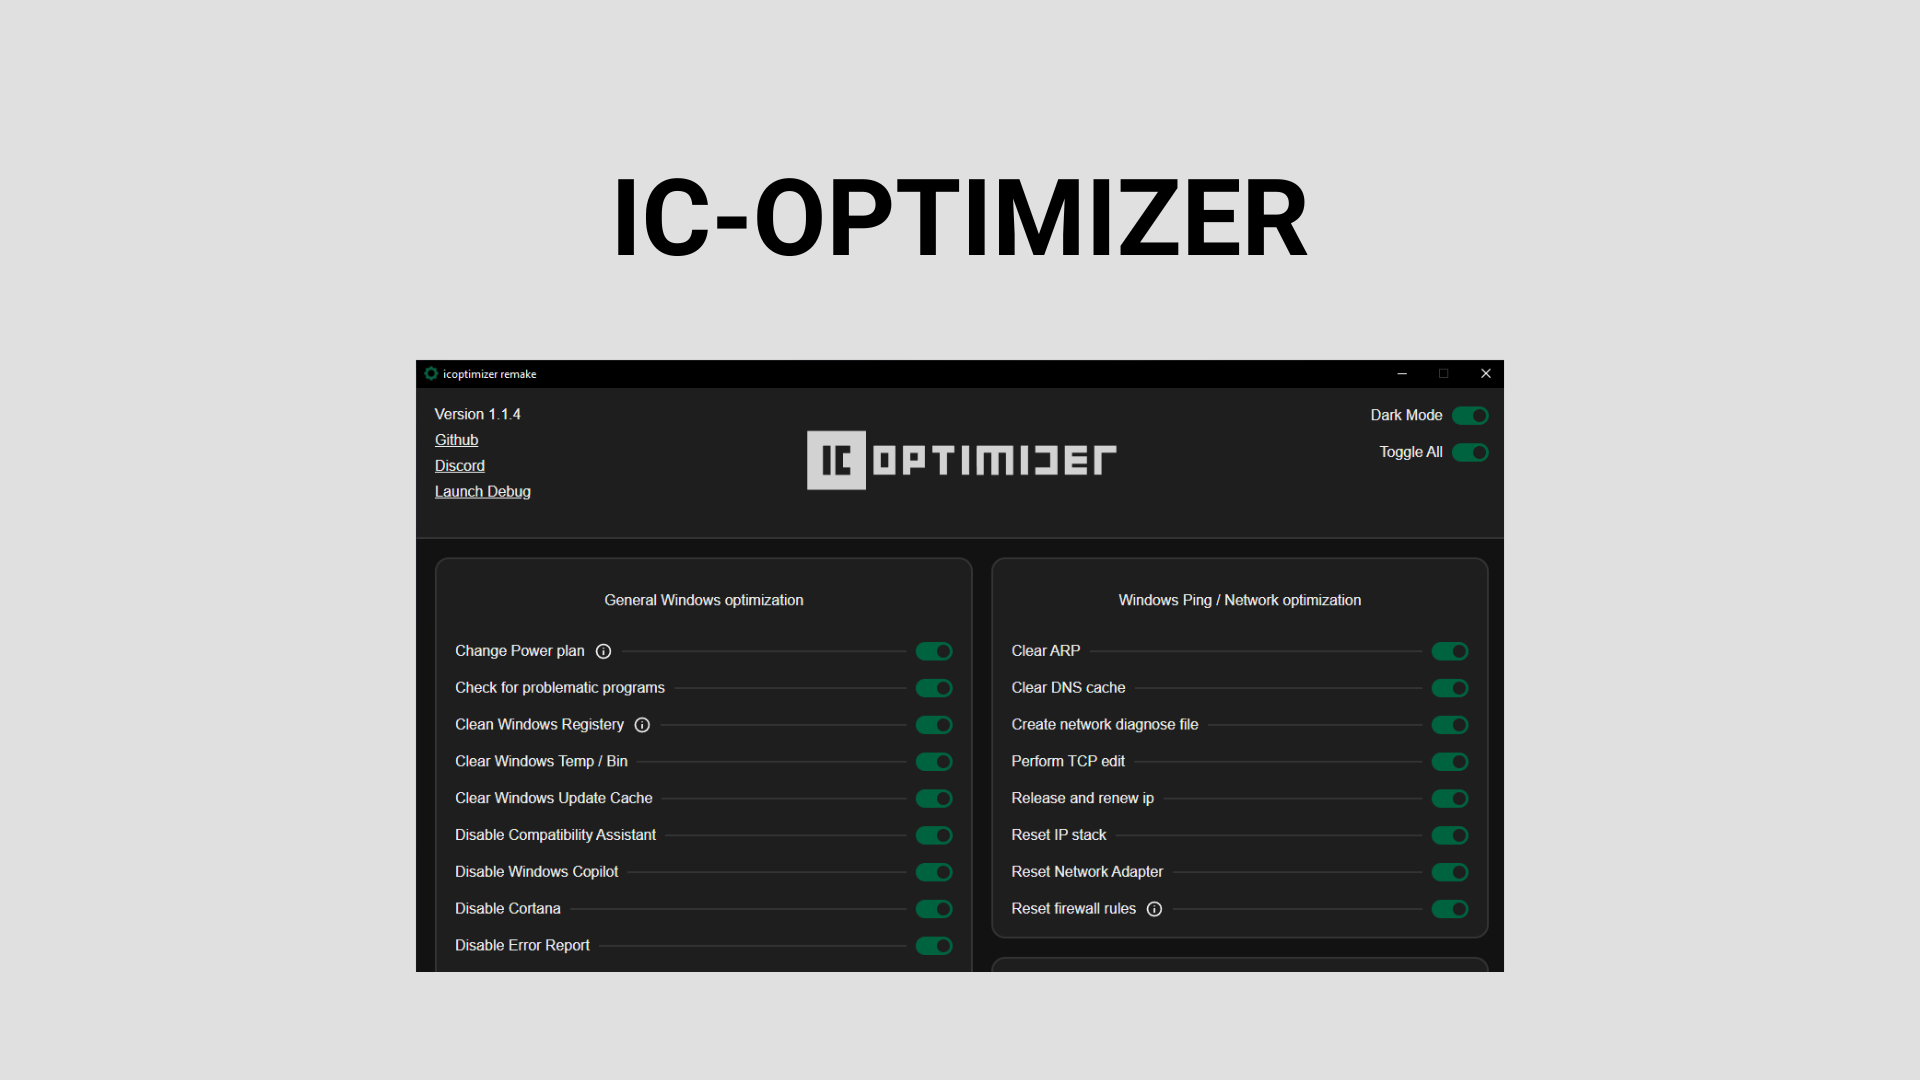 IC-OPTIMIZER
icoptimizer remake
Version 1.1.4
Github
Discord
Launch Debug
IC OPTIMIZER
Dark Mode
Toggle All
General Windows optimization
Change Power plan
Check for problematic programs
Clean Windows Registery
Clear Windows Temp / Bin
Clear Windows Update Cache
Disable Compatibility Assistant
Disable Windows Copilot
Disable Cortana
Disable Error Report
Windows Ping / Network optimization
Clear ARP
Clear DNS cache
Create network diagnose file
Perform TCP edit
Release and renew ip
Reset IP stack
Reset Network Adapter
Reset firewall rules